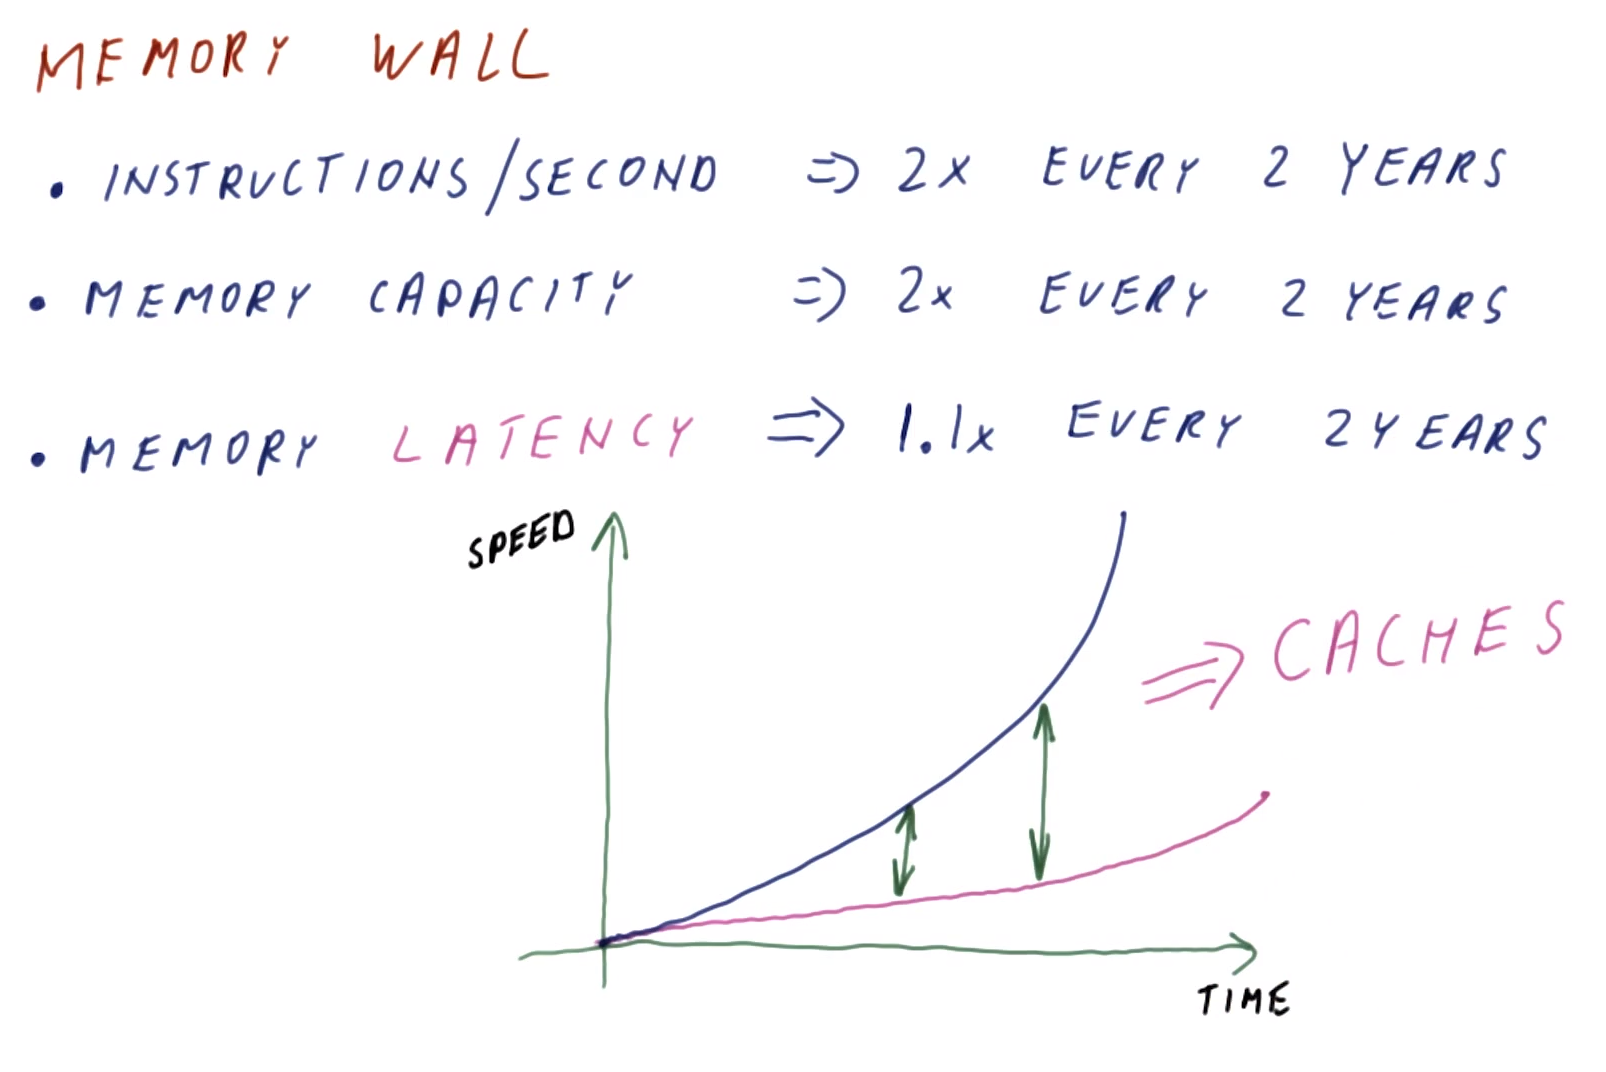 MEMORY WALL
• INSTRUCTIONS/SECOND => 2x EVERY 2 YEARS
• MEMORY CAPACITY => 2x EVERY 2 YEARS
• MEMORY LATENCY => 1.1x EVERY 2 YEARS
SPEED
=> CACHES
TIME